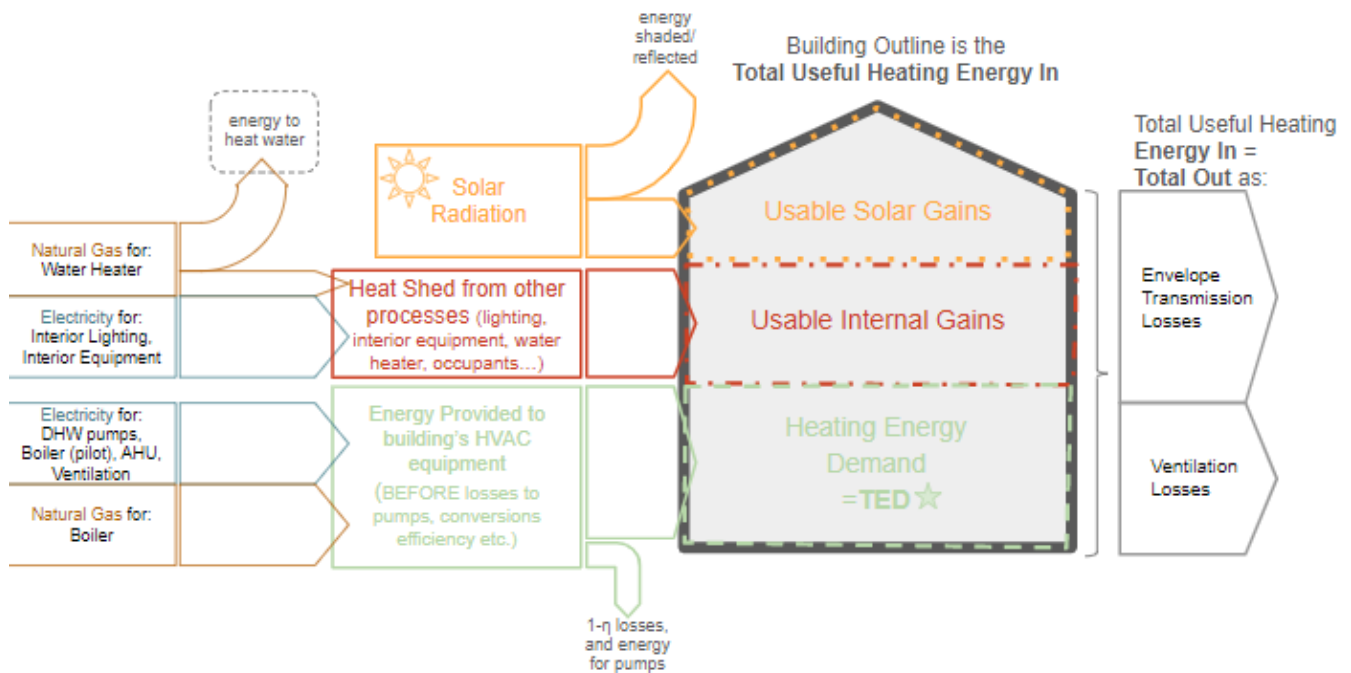 energy
shaded/
reflected
Building Outline is the
Total Useful Heating Energy In
energy to
heat water
Total Useful Heating
Energy In =
Total Out as:
Solar
Radiation
Usable Solar Gains
Natural Gas for:
Water Heater
Heat Shed from other
processes (lighting,
interior equipment, water
heater, occupants...)
Usable Internal Gains
Envelope
Transmission
Losses
Electricity for:
Interior Lighting,
Interior Equipment
Electricity for:
DHW pumps,
Boiler (pilot), AHU,
Ventilation
Energy Provided to
building's HVAC
equipment
(BEFORE losses to
pumps, conversions
efficiency etc.)
Heating Energy
Demand
=TED
Ventilation
Losses
Natural Gas for:
Boiler
1-η losses,
and energy
for pumps